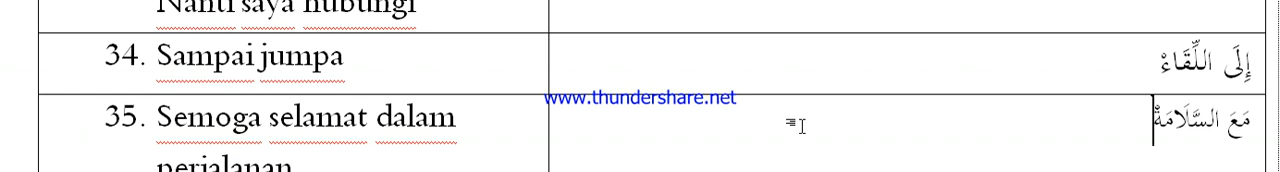 Nanti saya hubungi
34. Sampai jumpa
إِلَى اللِّقَاءْ
www.thundershare.net
35. Semoga selamat dalam
مَعَ السَّلَامَةْ
perjalanan